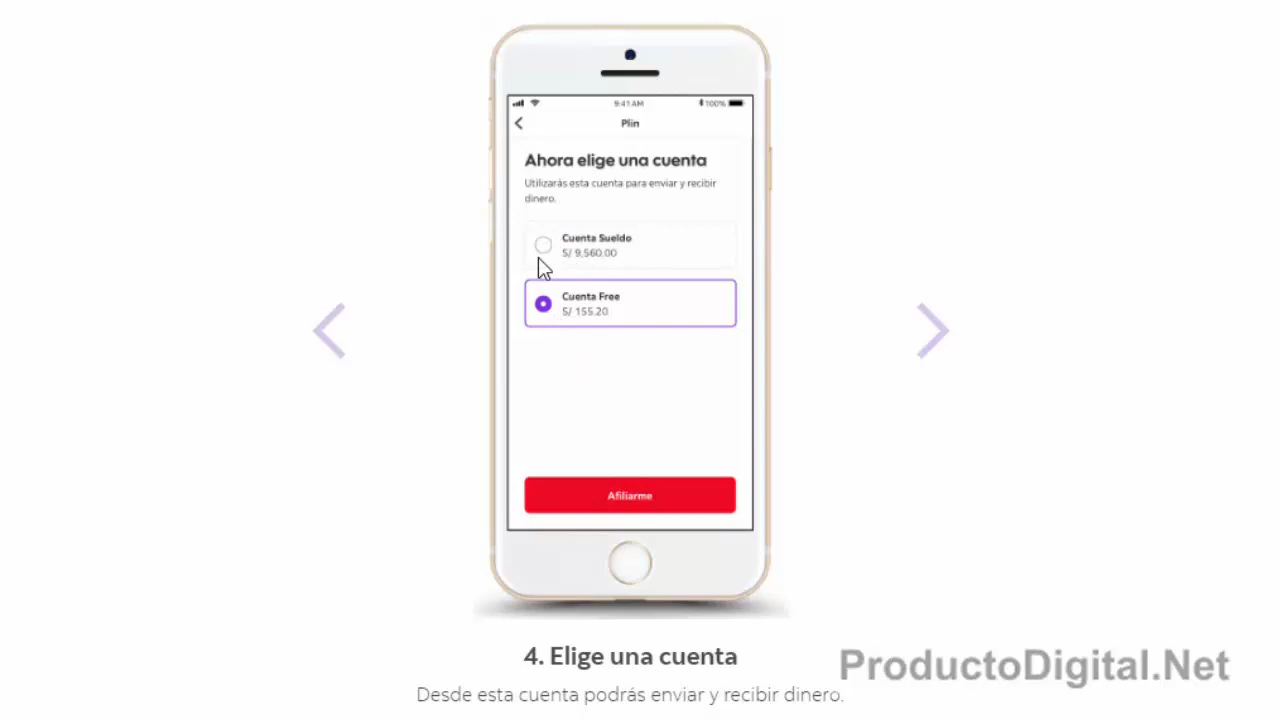 9:41 AM
100%
Plin
Ahora elige una cuenta
Utilizarás esta cuenta para enviar y recibir
dinero.
Cuenta Sueldo
S/ 9,560.00
Cuenta Free
S/ 155.20
Afiliarme
4. Elige una cuenta
ProductoDigital.Net
Desde esta cuenta podrás enviar y recibir dinero.